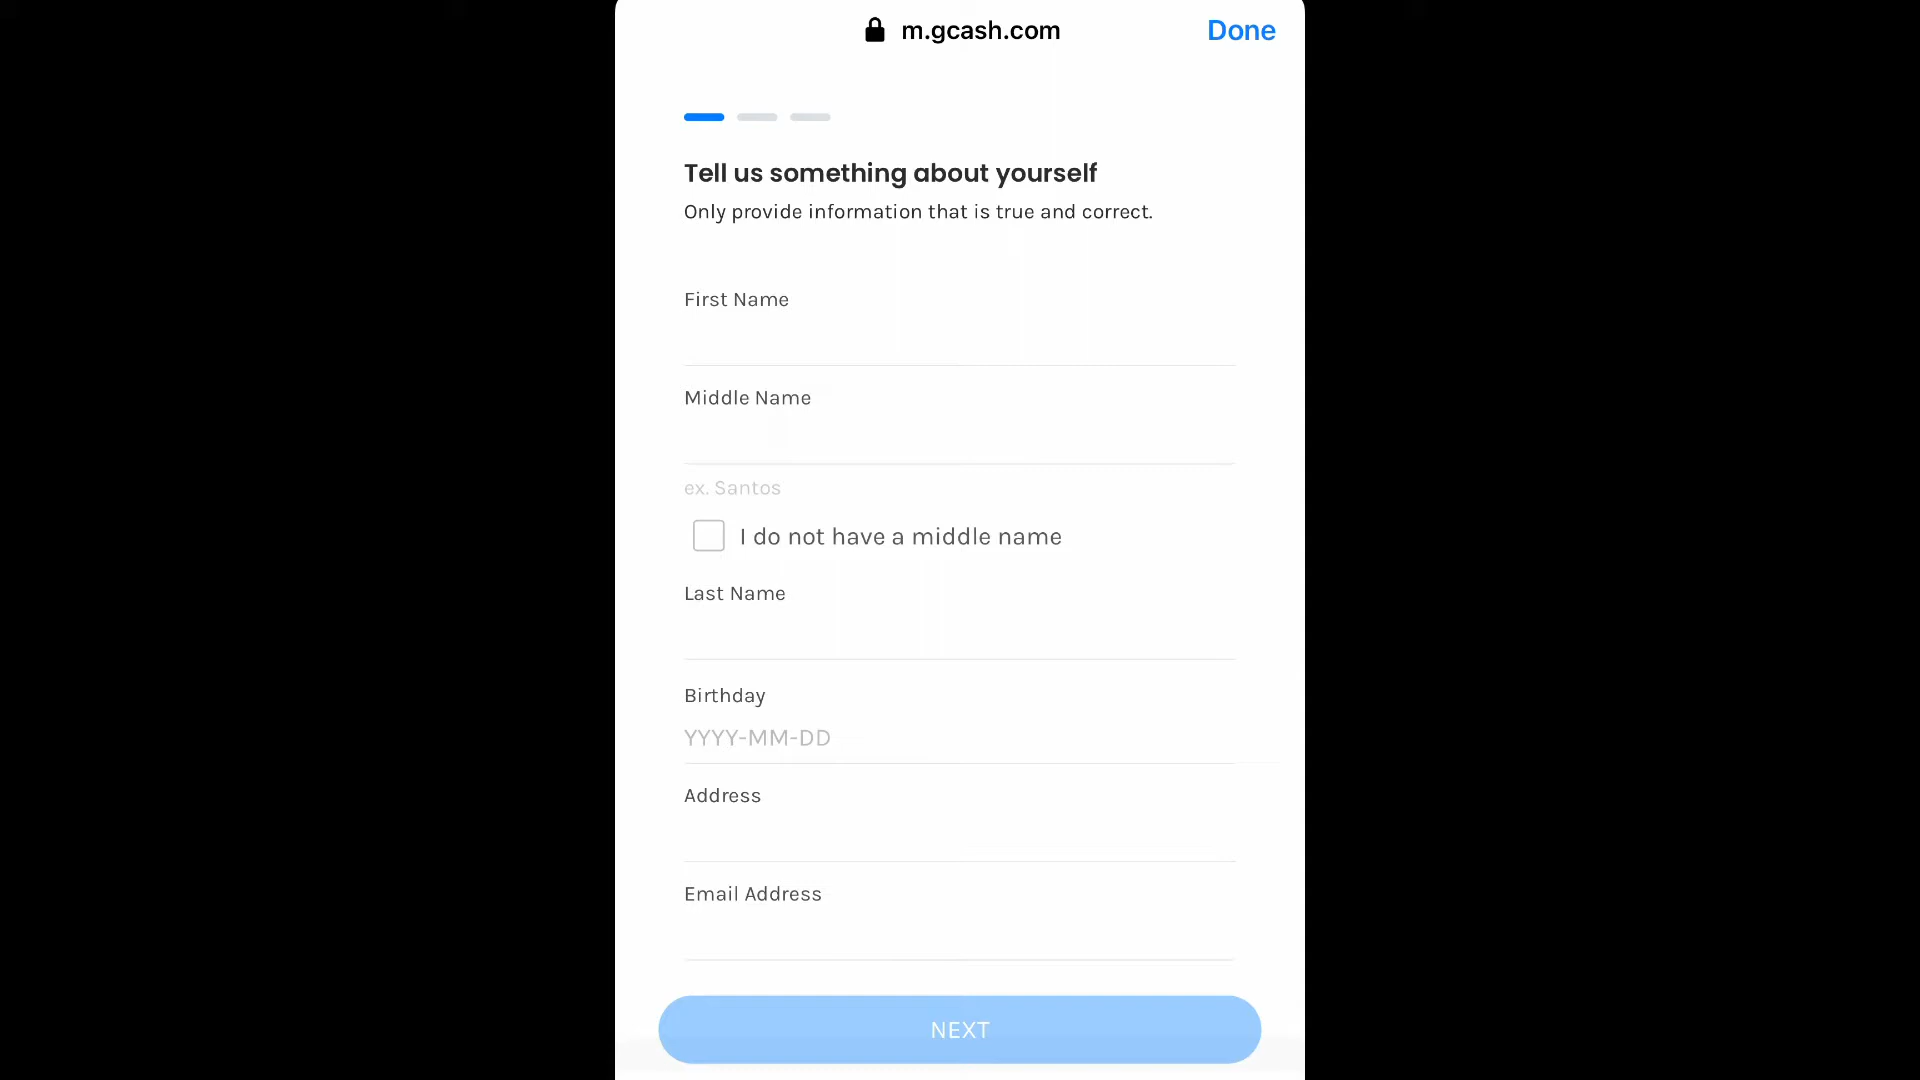 m.gcash.com Done
Tell us something about yourself
Only provide information that is true and correct.
First Name
Middle Name
ex. Santos
I do not have a middle name
Last Name
Birthday
YYYY-MM-DD
Address
Email Address
NEXT